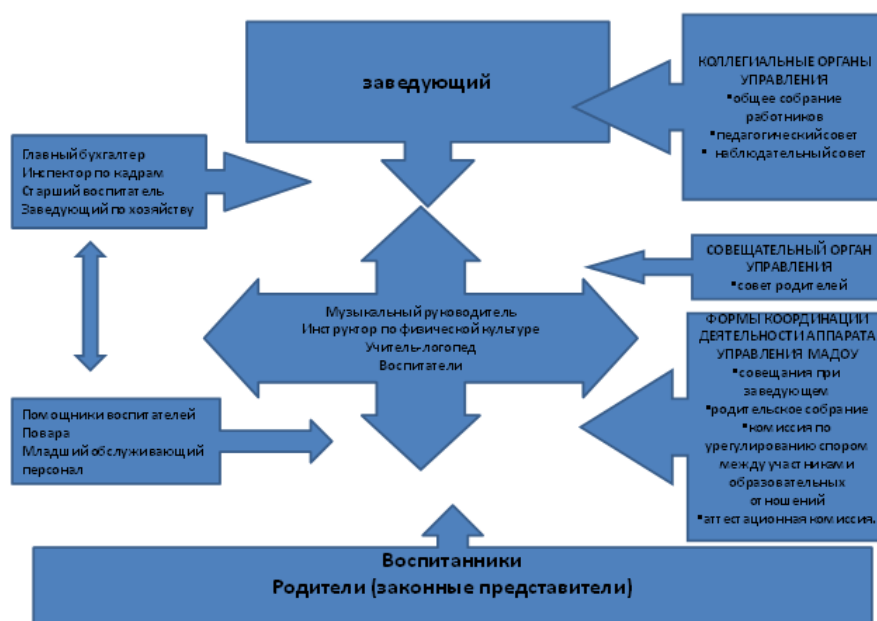 заведующий
КОЛЛЕГИАЛЬНЫЕ ОРГАНЫ
УПРАВЛЕНИЯ
▪общее собрание
работников
▪педагогический совет
▪ наблюдательный совет
Главный бухгалтер
Инспектор по кадрам
Старший воспитатель
Заведующий по хозяйству
СОВЕЩАТЕЛЬНЫЙ ОРГАН
УПРАВЛЕНИЯ
▪совет родителей
Музыкальный руководитель
Инструктор по физической культуре
Учитель-логопед
Воспитатели
ФОРМЫ КООРДИНАЦИИ
ДЕЯТЕЛЬНОСТИ АППАРАТА
УПРАВЛЕНИЯ МАДОУ
▪совещания при
заведующем
▪родительское собрание
▪комиссия по
урегулированию спором
между участниками
образовательных
отношений
▪аттестационная комиссия.
Помощники воспитателей
Повара
Младший обслуживающий
персонал
Воспитанники
Родители (законные представители)